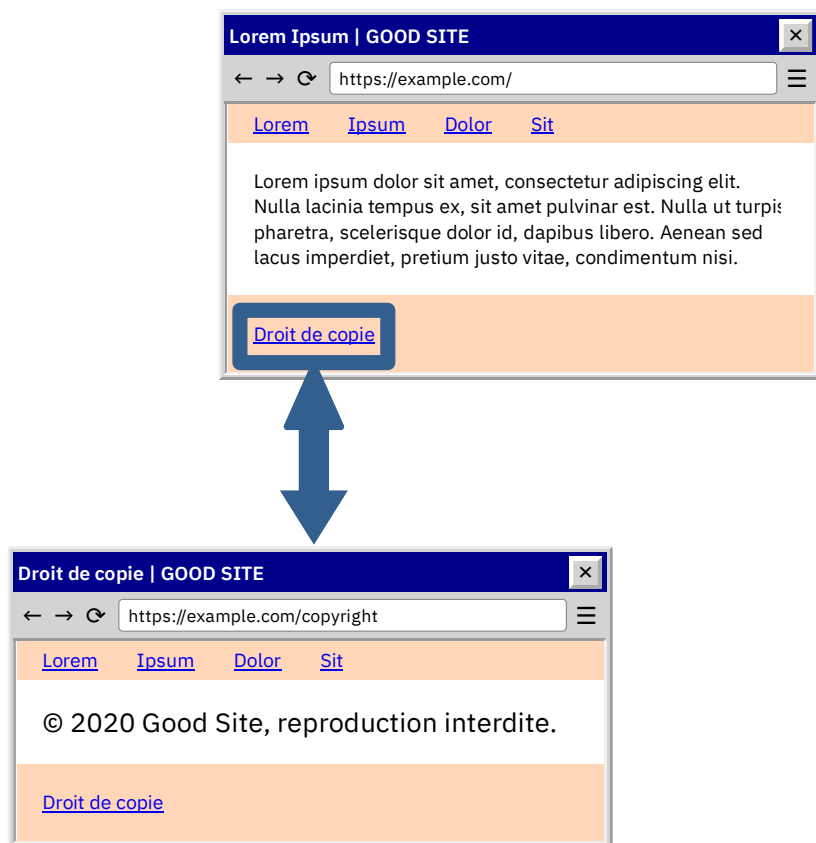 Lorem Ipsum | GOOD SITE ✕
← → ⟳ https://example.com/ ☰
Lorem Ipsum Dolor Sit
Lorem ipsum dolor sit amet, consectetur adipiscing elit.
Nulla lacinia tempus ex, sit amet pulvinar est. Nulla ut turpis
pharetra, scelerisque dolor id, dapibus libero. Aenean sed
lacus imperdiet, pretium justo vitae, condimentum nisi.
Droit de copie
Droit de copie | GOOD SITE ✕
← → ⟳ https://example.com/copyright ☰
Lorem Ipsum Dolor Sit
© 2020 Good Site, reproduction interdite.
Droit de copie